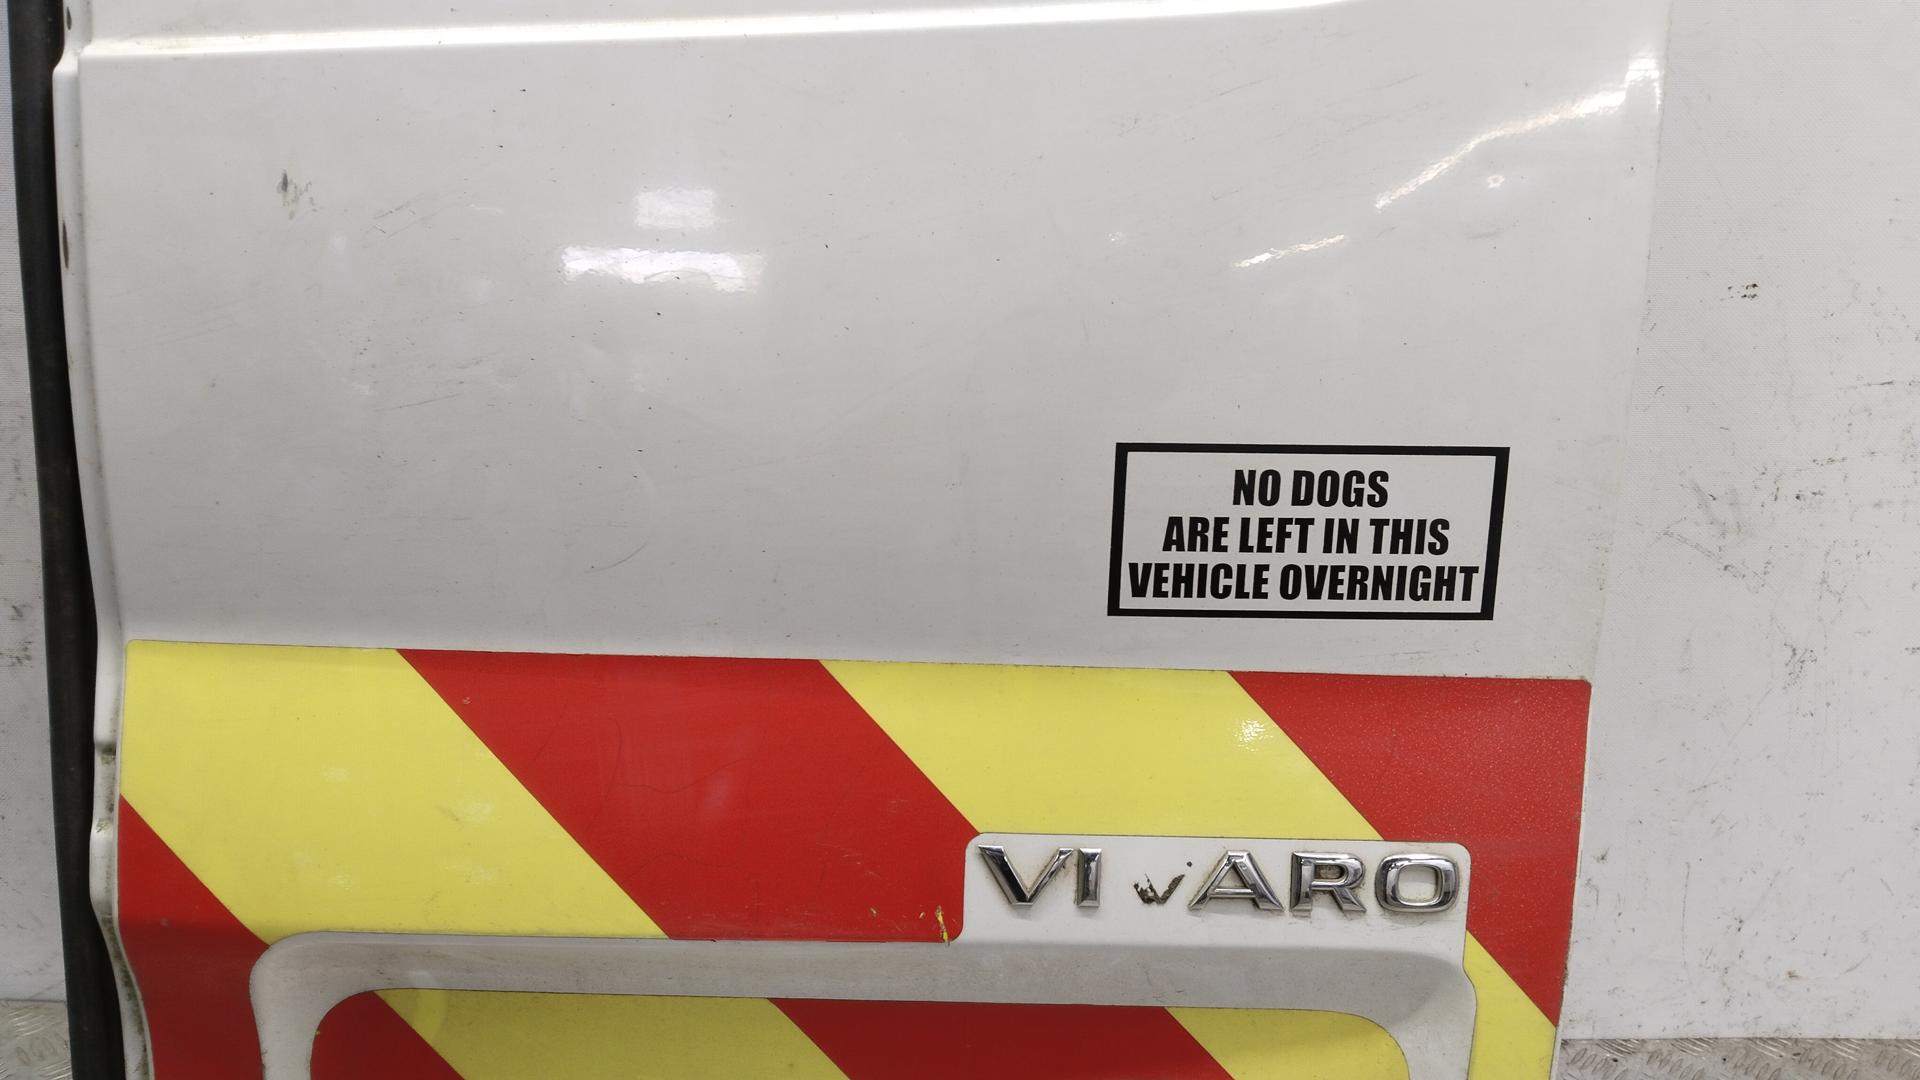 NO DOGS
ARE LEFT IN THIS
VEHICLE OVERNIGHT
VI ARO